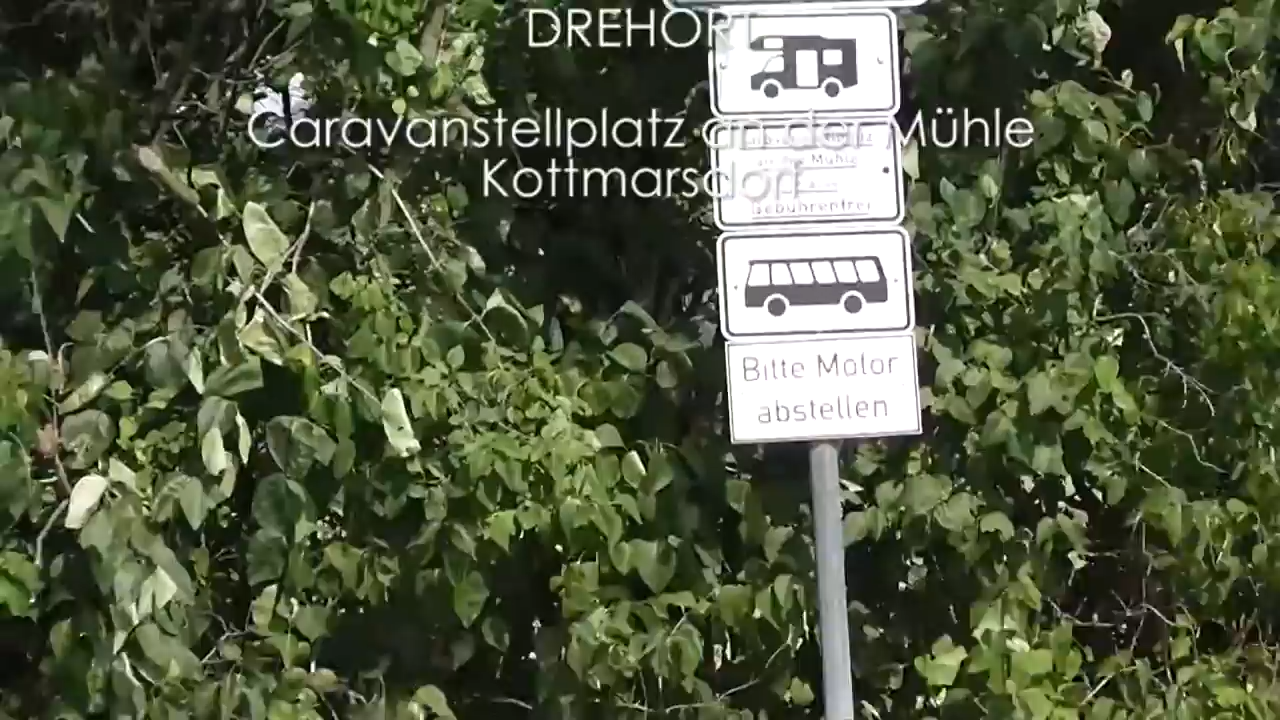 DREHORT
Caravanstellplatz an der Mühle
Kottmarsdorf
an der Mühle
Gebührenfrei
Bitte Motor
abstellen